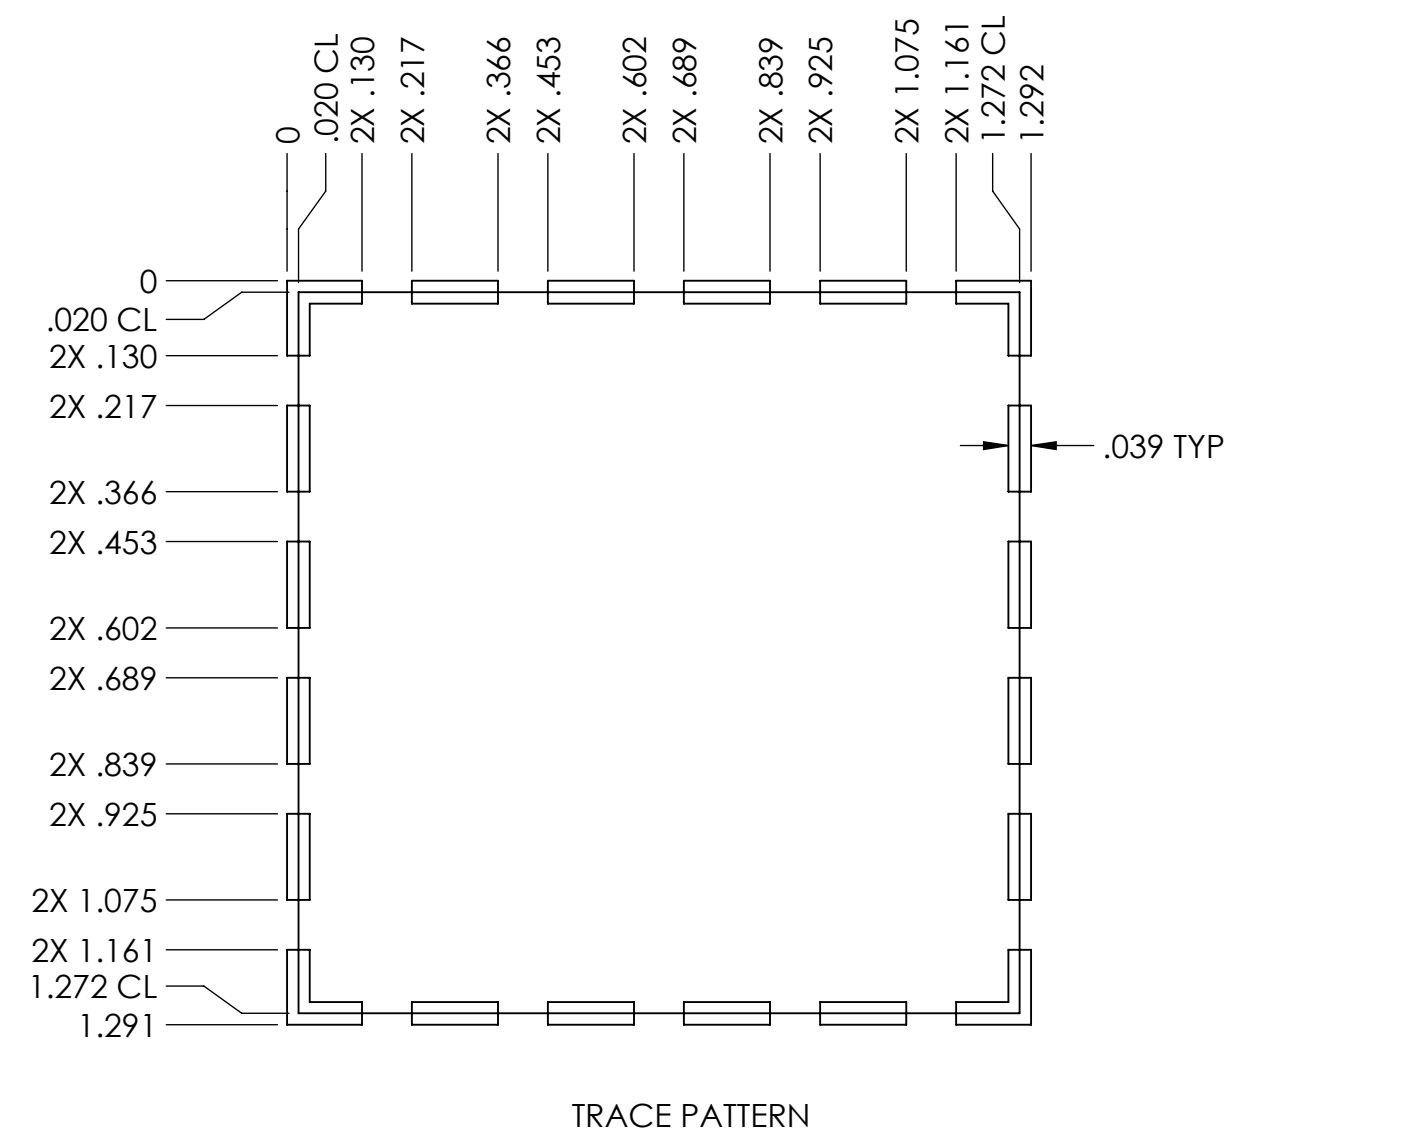 0
.020 CL
2X .130
2X .217
2X .366
2X .453
2X .602
2X .689
2X .839
2X .925
2X 1.075
2X 1.161
1.272 CL
1.292
0
.020 CL
2X .130
2X .217
2X .366
2X .453
2X .602
2X .689
2X .839
2X .925
2X 1.075
2X 1.161
1.272 CL
1.291
.039 TYP
TRACE PATTERN